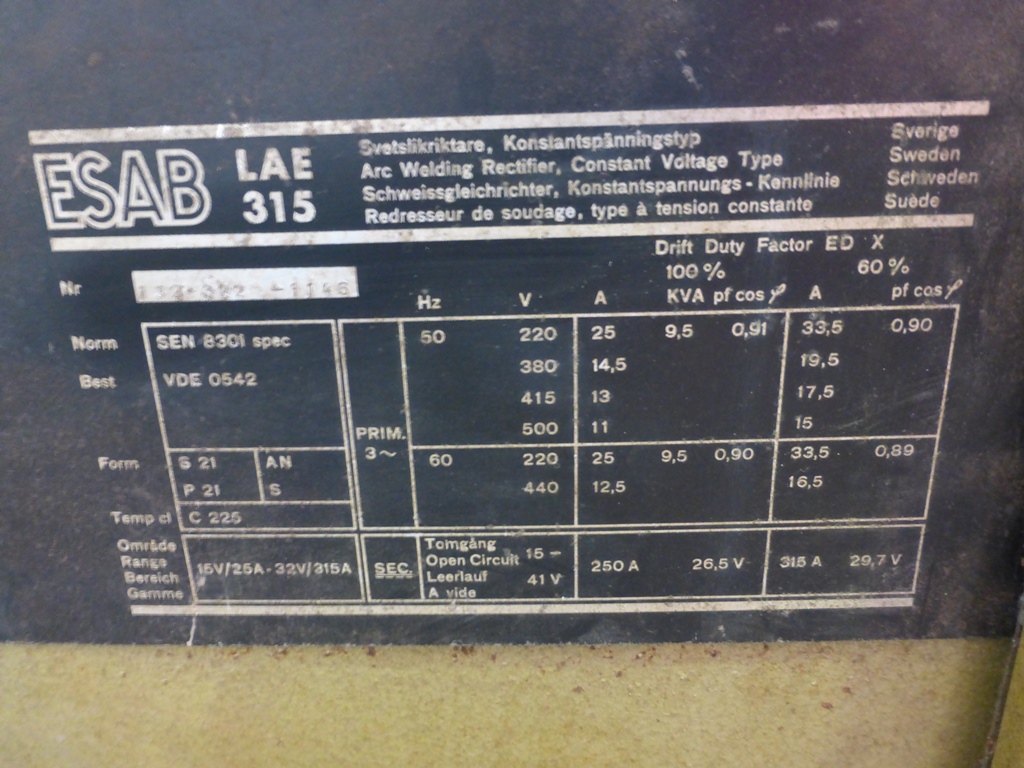 ESAB LAE 315
Svetslikriktare, Konstantspänningstyp
Arc Welding Rectifier, Constant Voltage Type
Schweissgleichrichter, Konstantspannungs - Kennlinie
Redresseur de soudage, type à tension constante
Sverige
Sweden
Schweden
Suède
Drift Duty Factor ED X
100 % 60 %
Nr
Hz V A KVA pf cos φ A pf cos φ
Norm SEN 8301 spec 50 220 25 9,5 0,91 33,5 0,90
380 14,5 19,5
Best VDE 0542
415 13 17,5
500 11 15
PRIM.
3~
Form S 21 AN 60 220 25 9,5 0,90 33,5 0,89
P 21 S 440 12,5 16,5
Temp cl C 225
Område
Range
Bereich
Gamme
15V/25A - 32V/315A
SEC.
Tomgång
Open Circuit
Leerlauf
A vide
15 –
41 V
250 A 26,5 V 315 A 29,7 V